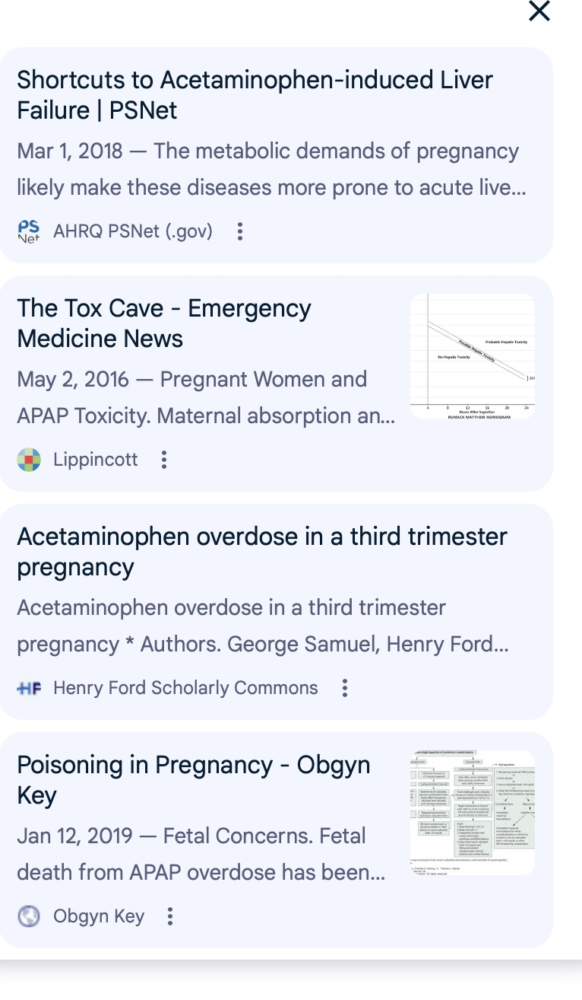 Shortcuts to Acetaminophen-induced Liver
Failure | PSNet
Mar 1, 2018 — The metabolic demands of pregnancy
likely make these diseases more prone to acute live...
PS
Net
AHRQ PSNet (.gov)
The Tox Cave - Emergency
Medicine News
May 2, 2016 — Pregnant Women and
APAP Toxicity. Maternal absorption an...
Probable Hepatic Toxicity
Possible Hepatic Toxicity
No Hepatic Toxicity
4 8 12 16 20 24
Hours After Ingestion
RUMACK MATTHEW NOMOGRAM
Lippincott
Acetaminophen overdose in a third trimester
pregnancy
Acetaminophen overdose in a third trimester
pregnancy * Authors. George Samuel, Henry Ford...
HF
Henry Ford Scholarly Commons
Poisoning in Pregnancy - Obgyn
Key
Jan 12, 2019 — Fetal Concerns. Fetal
death from APAP overdose has been...
Obgyn Key